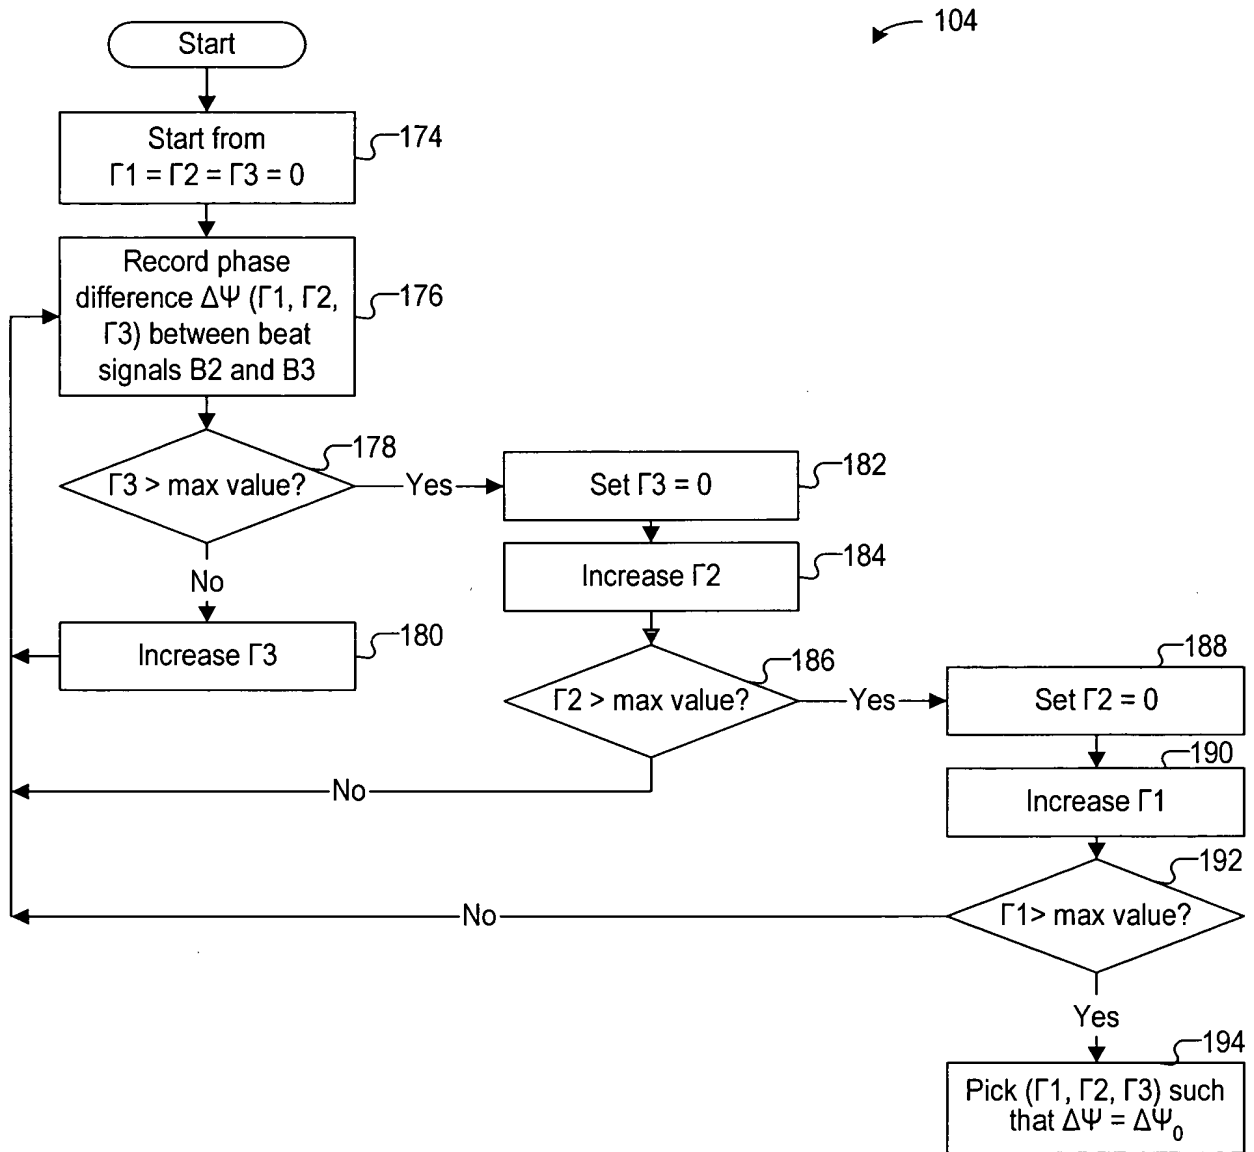 104
Start
Start from
Γ1 = Γ2 = Γ3 = 0
174
Record phase
difference ΔΨ (Γ1, Γ2,
Γ3) between beat
signals B2 and B3
176
Γ3 > max value?
178
Yes
No
Increase Γ3
180
Set Γ3 = 0
182
Increase Γ2
184
Γ2 > max value?
186
Yes
No
Set Γ2 = 0
188
Increase Γ1
190
Γ1> max value?
192
No
Yes
Pick (Γ1, Γ2, Γ3) such
that ΔΨ = ΔΨ₀
194